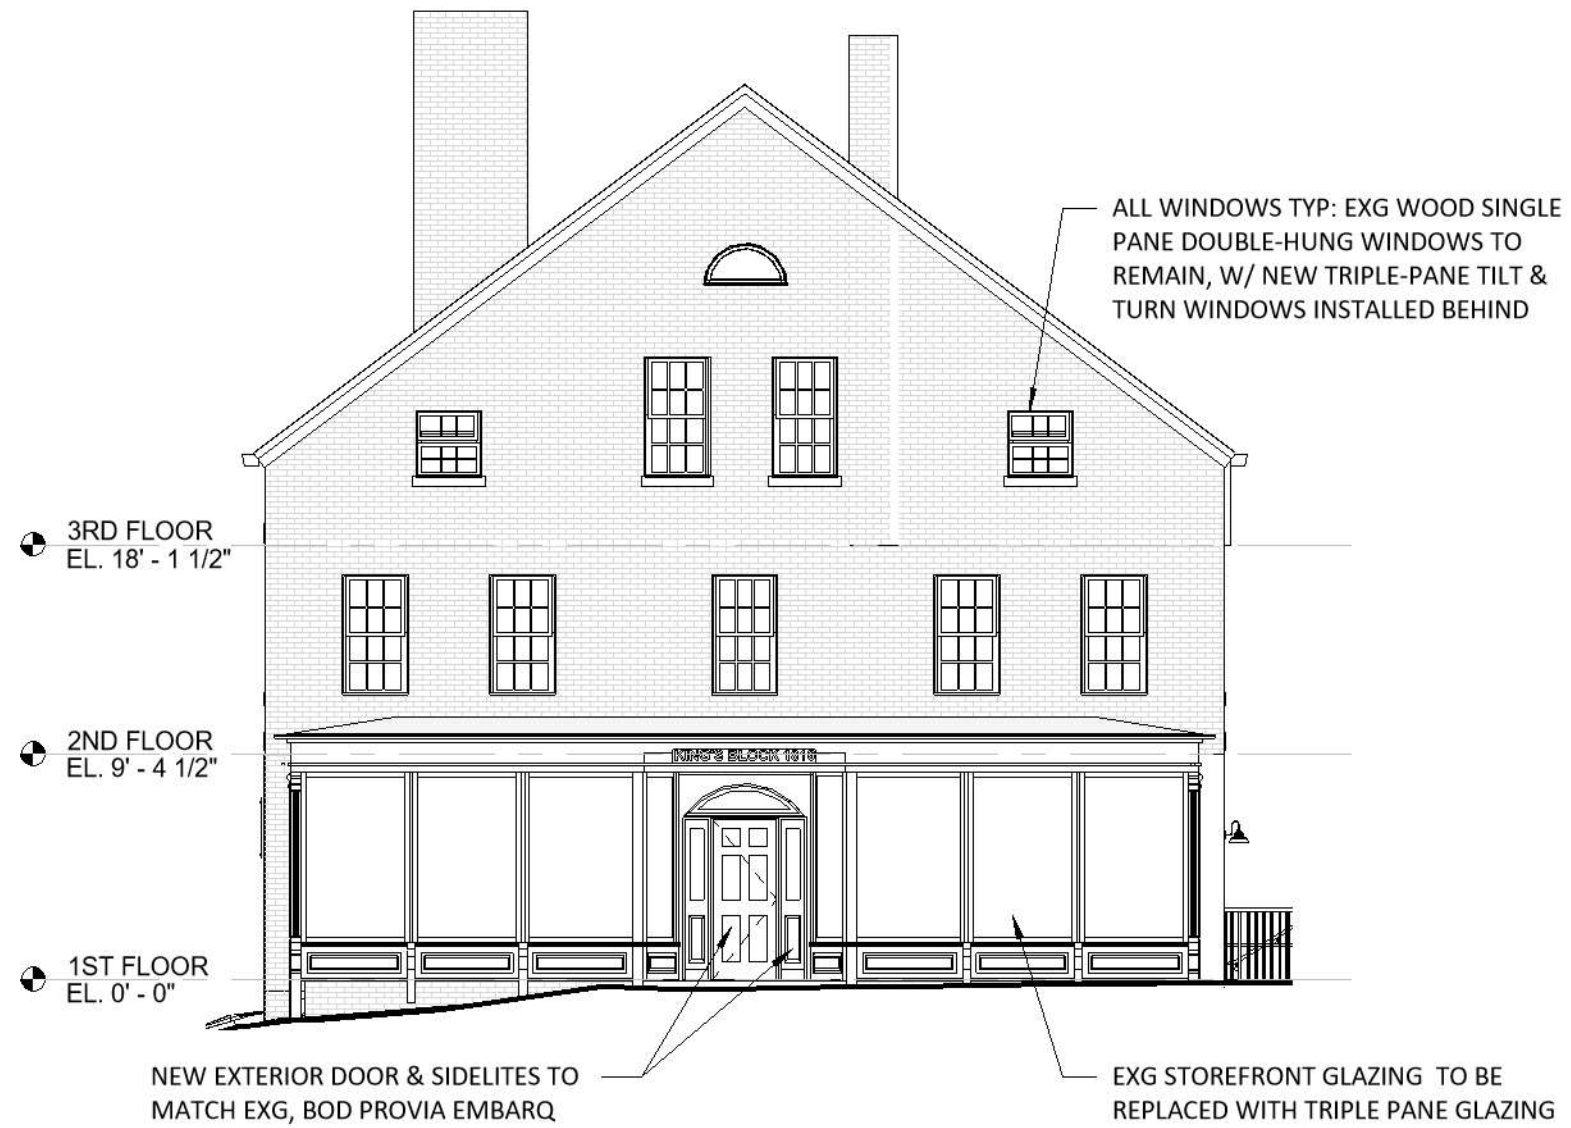 ALL WINDOWS TYP: EXG WOOD SINGLE
PANE DOUBLE-HUNG WINDOWS TO
REMAIN, W/ NEW TRIPLE-PANE TILT &
TURN WINDOWS INSTALLED BEHIND
3RD FLOOR
EL. 18' - 1 1/2"
2ND FLOOR
EL. 9' - 4 1/2"
KING'S BLOCK 1816
1ST FLOOR
EL. 0' - 0"
NEW EXTERIOR DOOR & SIDELITES TO
MATCH EXG, BOD PROVIA EMBARQ
EXG STOREFRONT GLAZING TO BE
REPLACED WITH TRIPLE PANE GLAZING